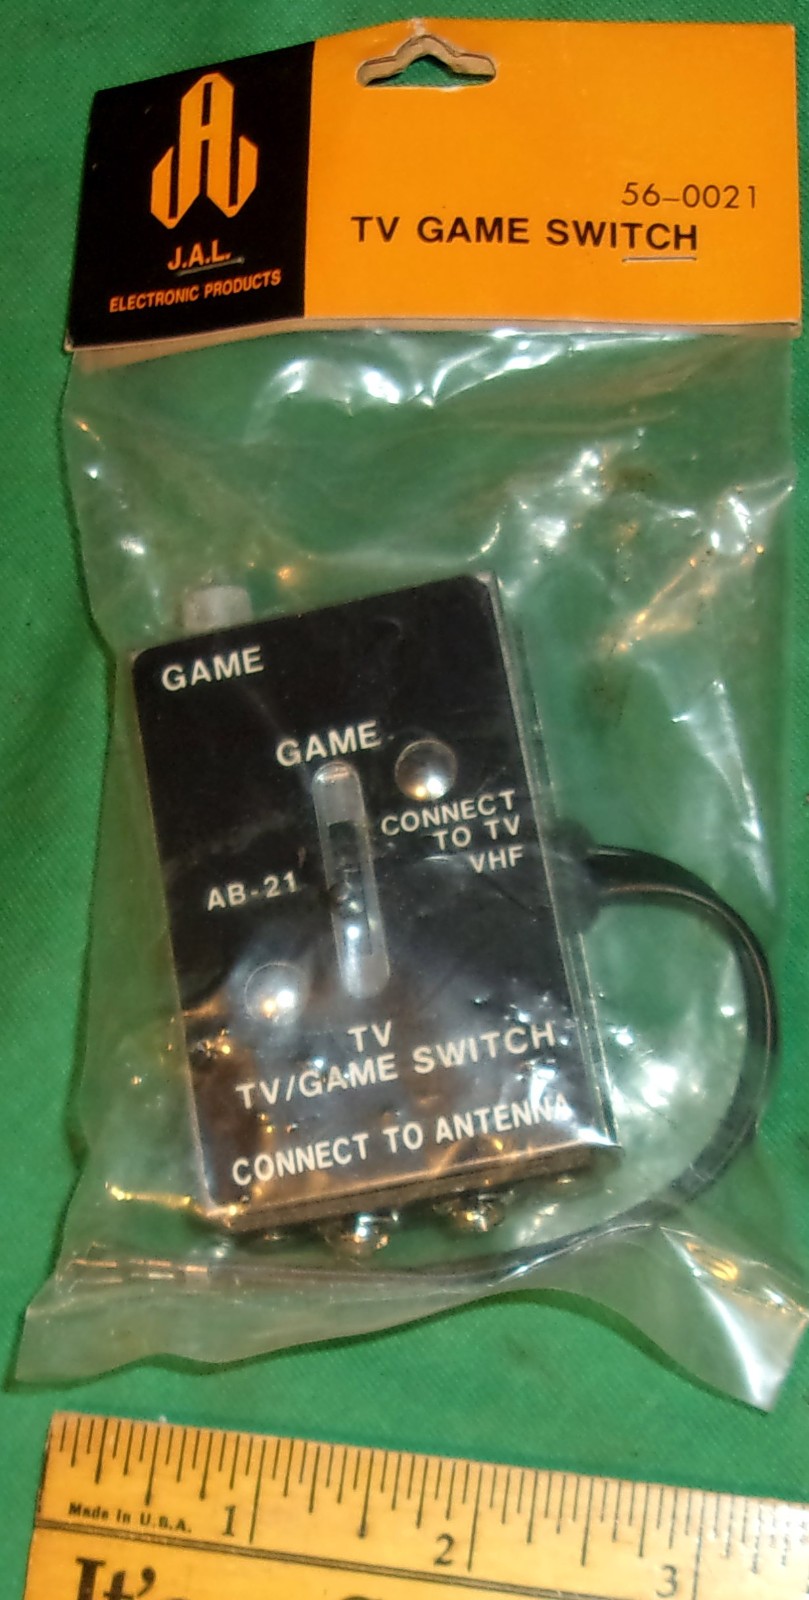 J.A.L.
ELECTRONIC PRODUCTS
56-0021
TV GAME SWITCH
GAME
GAME
CONNECT
TO TV
VHF
AB-21
TV
TV/GAME SWITCH
CONNECT TO ANTENNA
Made in U.S.A.
1
2
3
It's